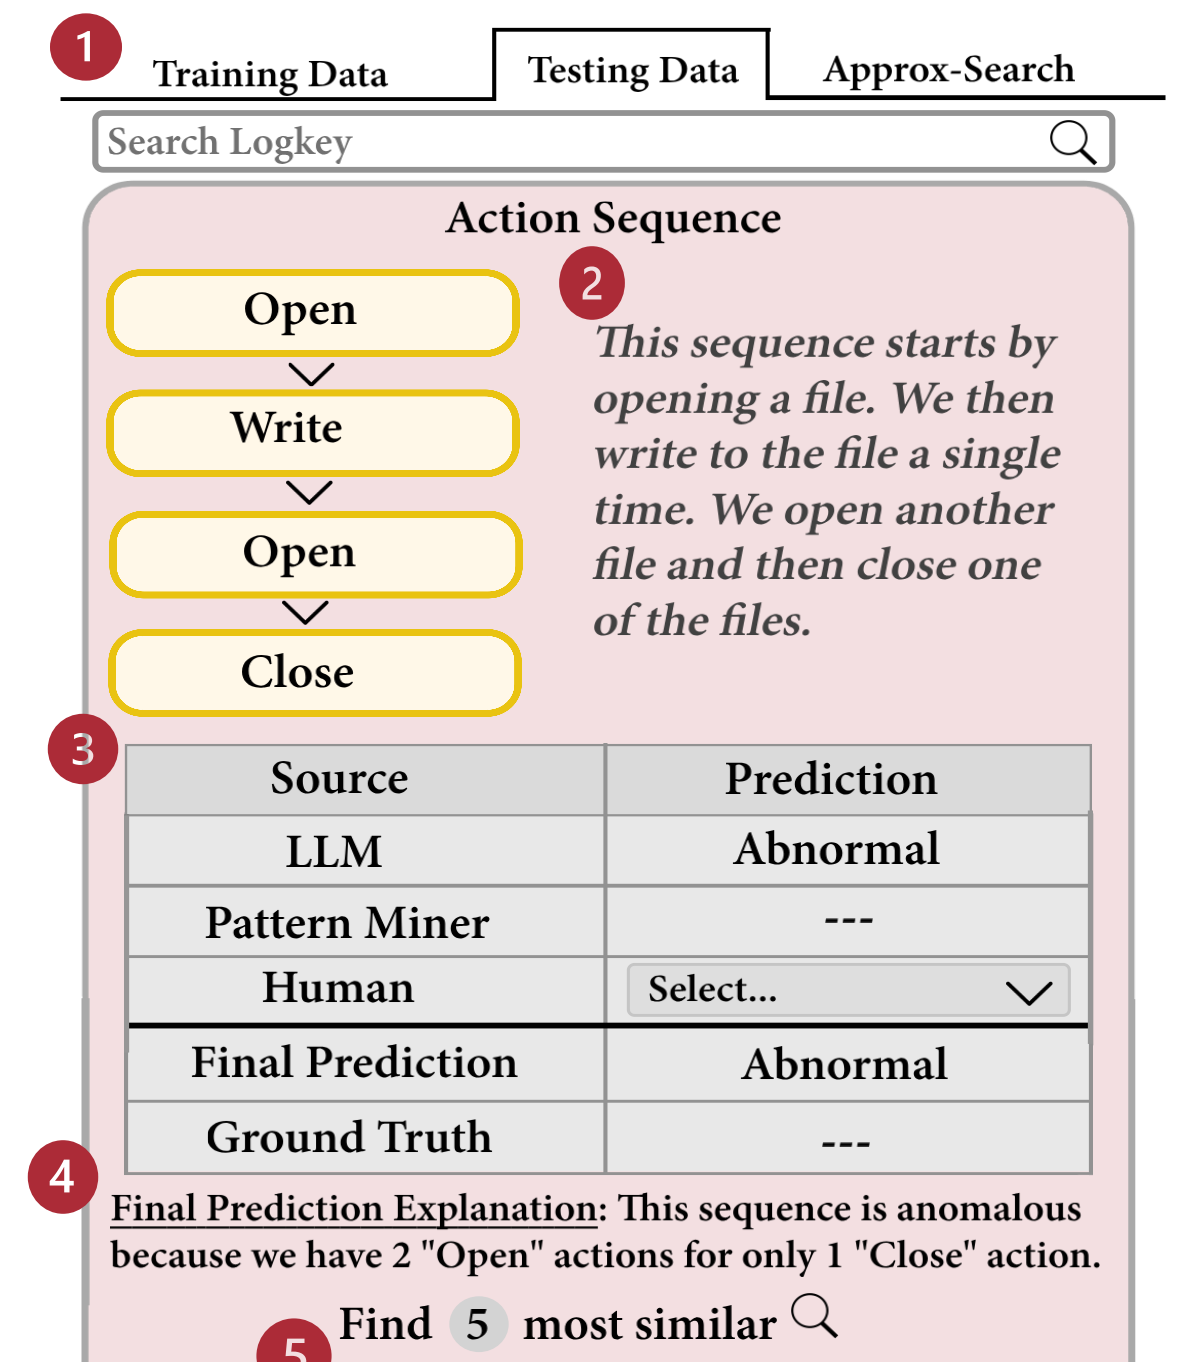 1
Training Data
Testing Data
Approx-Search
Search Logkey
Action Sequence
2
Open
Write
Open
Close
This sequence starts by
opening a file. We then
write to the file a single
time. We open another
file and then close one
of the files.
3
Source Prediction
LLM Abnormal
Pattern Miner ---
Human Select...
Final Prediction Abnormal
Ground Truth ---
4
Final Prediction Explanation: This sequence is anomalous
because we have 2 "Open" actions for only 1 "Close" action.
Find 5 most similar
5